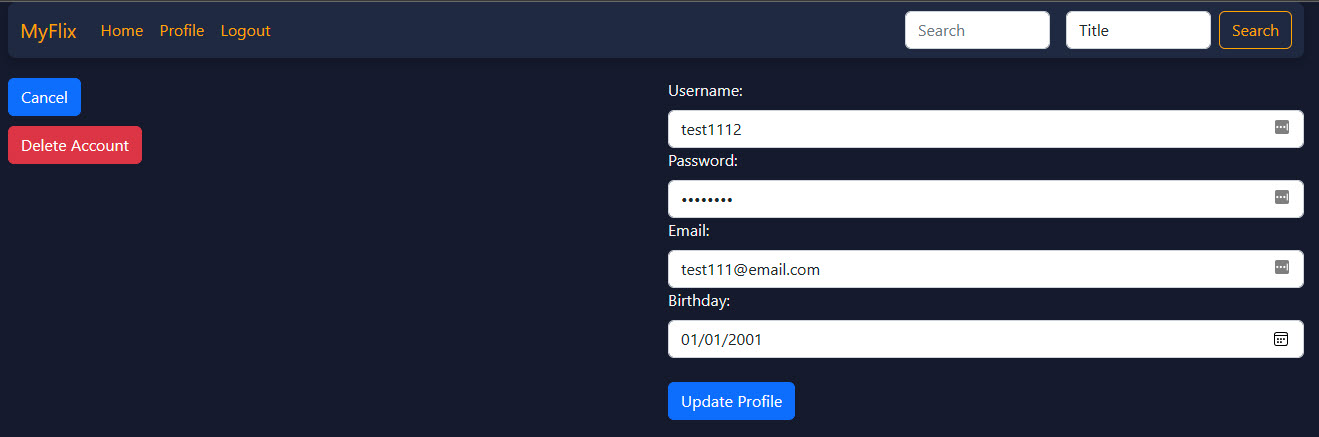 MyFlix Home Profile Logout Search Title Search
Cancel
Delete Account
Username:
test1112
Password:
••••••••
Email:
test111@email.com
Birthday:
01/01/2001
Update Profile